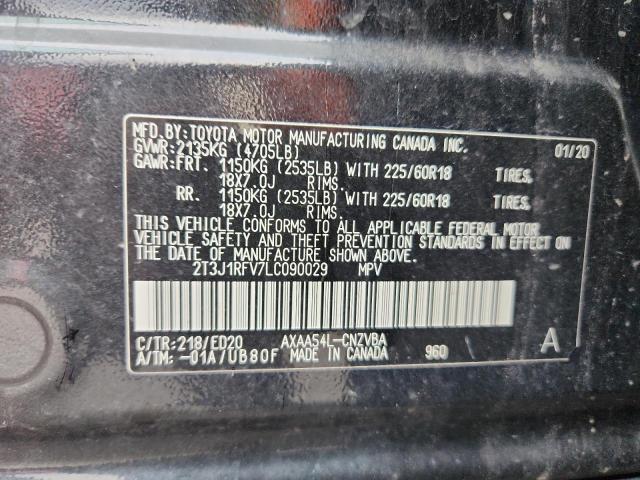 MFD.BY:TOYOTA MOTOR MANUFACTURING CANADA INC. 01/20
GVWR:2135KG (4705LB)
GAWR:FRT. 1150KG (2535LB) WITH 225/60R18 TIRES,
18X7.0J RIMS.
RR. 1150KG (2535LB) WITH 225/60R18 TIRES,
18X7.0J RIMS.
THIS VEHICLE CONFORMS TO ALL APPLICABLE FEDERAL MOTOR
VEHICLE SAFETY AND THEFT PREVENTION STANDARDS IN EFFECT ON
THE DATE OF MANUFACTURE SHOWN ABOVE.
2T3J1RFV7LC090029 MPV
C/TR:218/ED20 AXAA54L-CNZVBA A
A/TM:-01A/UB80F MADE IN CANADA 960